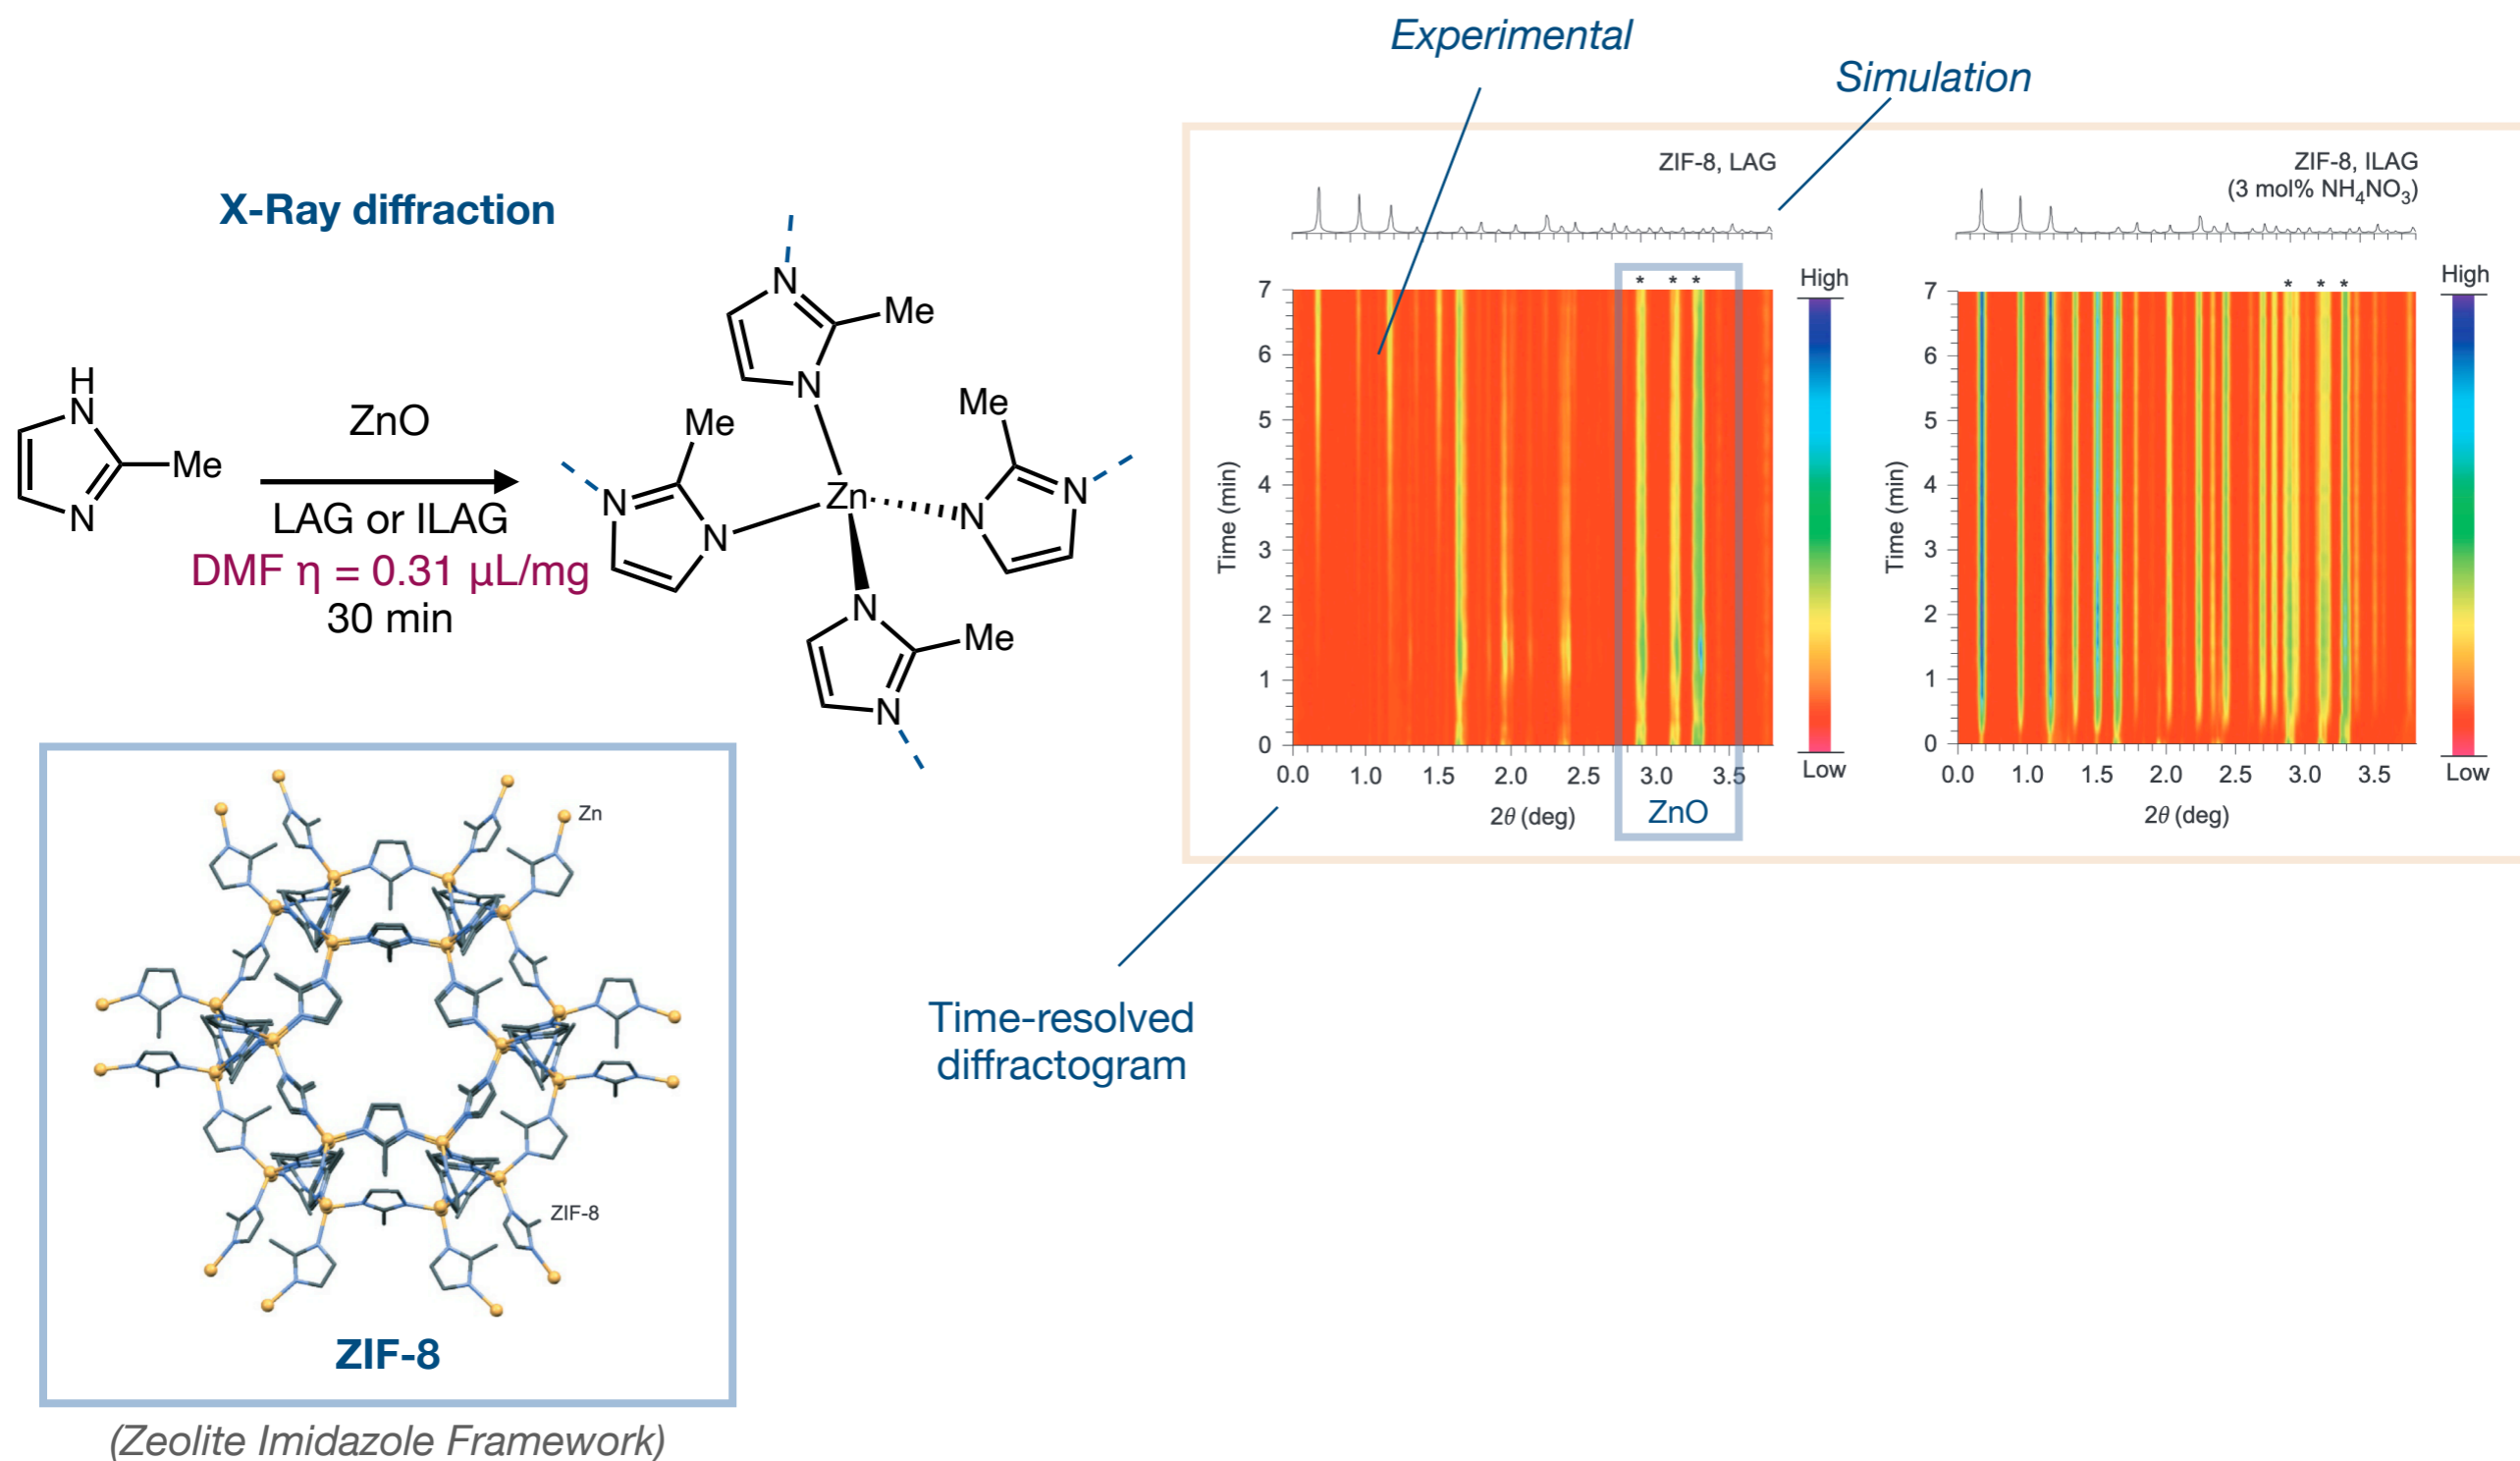 Experimental
Simulation
X-Ray diffraction
H
N
N
Me
ZnO
LAG or ILAG
DMF η = 0.31 µL/mg
30 min
N
Me
N
Me
N
N
Zn
Me
N
N
N
Me
N
ZIF-8, LAG
* * *
High
7
6
5
4
3
2
1
0
Time (min)
0.0 1.0 1.5 2.0 2.5 3.0 3.5
Low
2θ (deg)
ZnO
ZIF-8, ILAG
(3 mol% NH₄NO₃)
* * *
High
7
6
5
4
3
2
1
0
Time (min)
0.0 1.0 1.5 2.0 2.5 3.0 3.5
Low
2θ (deg)
Time-resolved
diffractogram
Zn
ZIF-8
ZIF-8
(Zeolite Imidazole Framework)